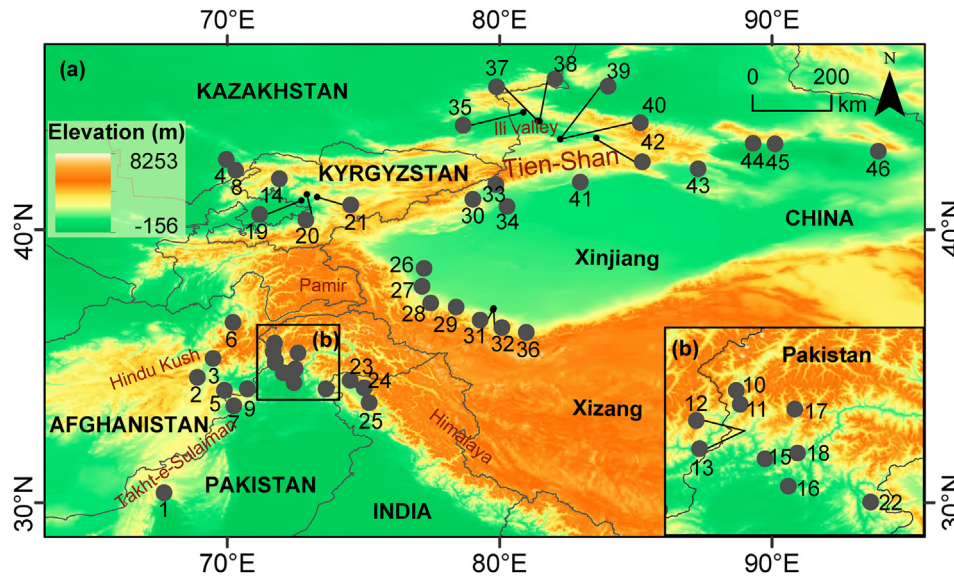 70°E 80°E 90°E
(a)
KAZAKHSTAN
37 38 39
0 200
km
N
35
Ili valley
40
42
Elevation (m)
8253
-156
4
8
14
KYRGYZSTAN
Tien-Shan
33
30
34
41
43
44 45
46
19
20
21
CHINA
40°N
40°N
Xinjiang
26
27
28
29
31
32
36
Pamir
6
(b)
Hindu Kush
3
2
5
9
7
23
24
25
AFGHANISTAN
Takht-e-Sulaiman
Himalaya
Xizang
PAKISTAN
1
INDIA
30°N
30°N
(b)
Pakistan
10
11
12
13
17
15
18
16
22
70°E 80°E 90°E